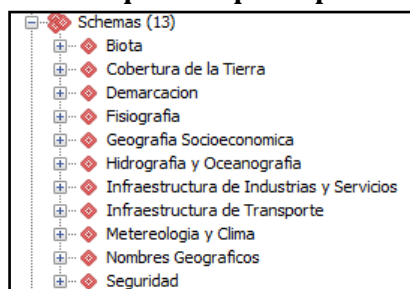 Schemas (13)
Biota
Cobertura de la Tierra
Demarcacion
Fisiografia
Geografia Socioeconomica
Hidrografia y Oceanografia
Infraestructura de Industrias y Servicios
Infraestructura de Transporte
Metereologia y Clima
Nombres Geograficos
Seguridad